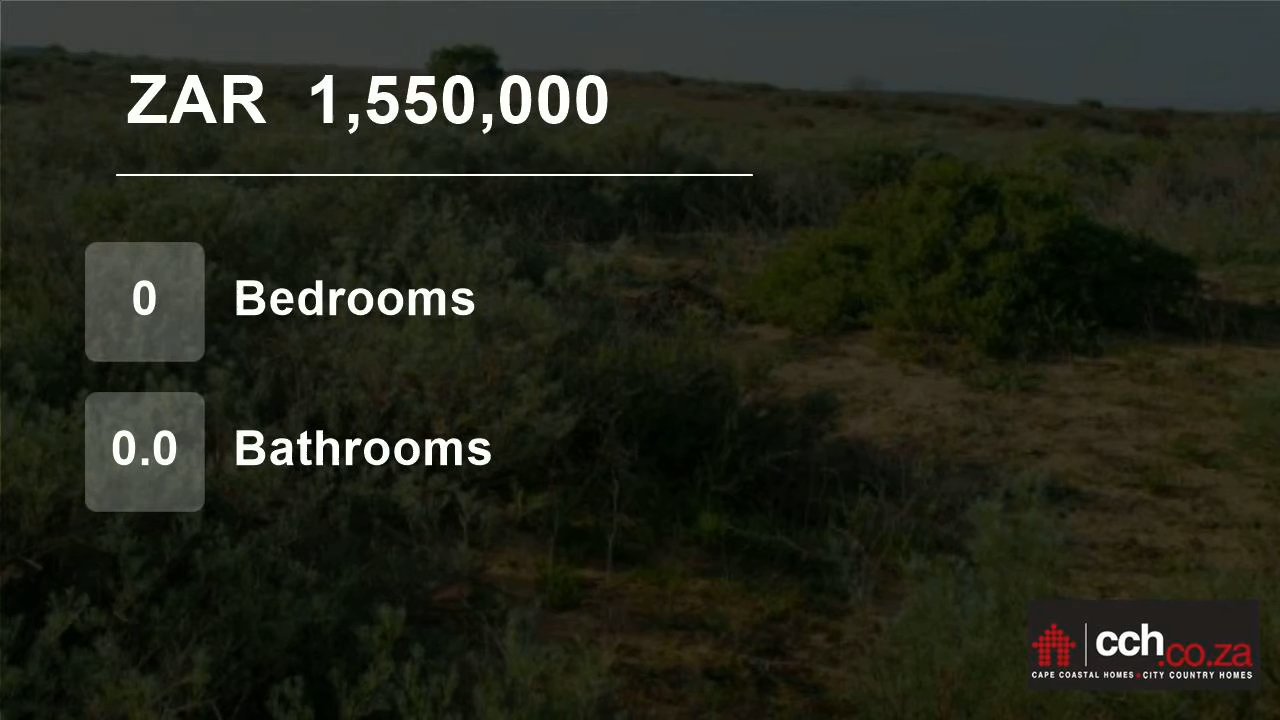 ZAR 1,550,000
0 Bedrooms
0.0 Bathrooms
cch.co.za
CAPE COASTAL HOMES CITY COUNTRY HOMES